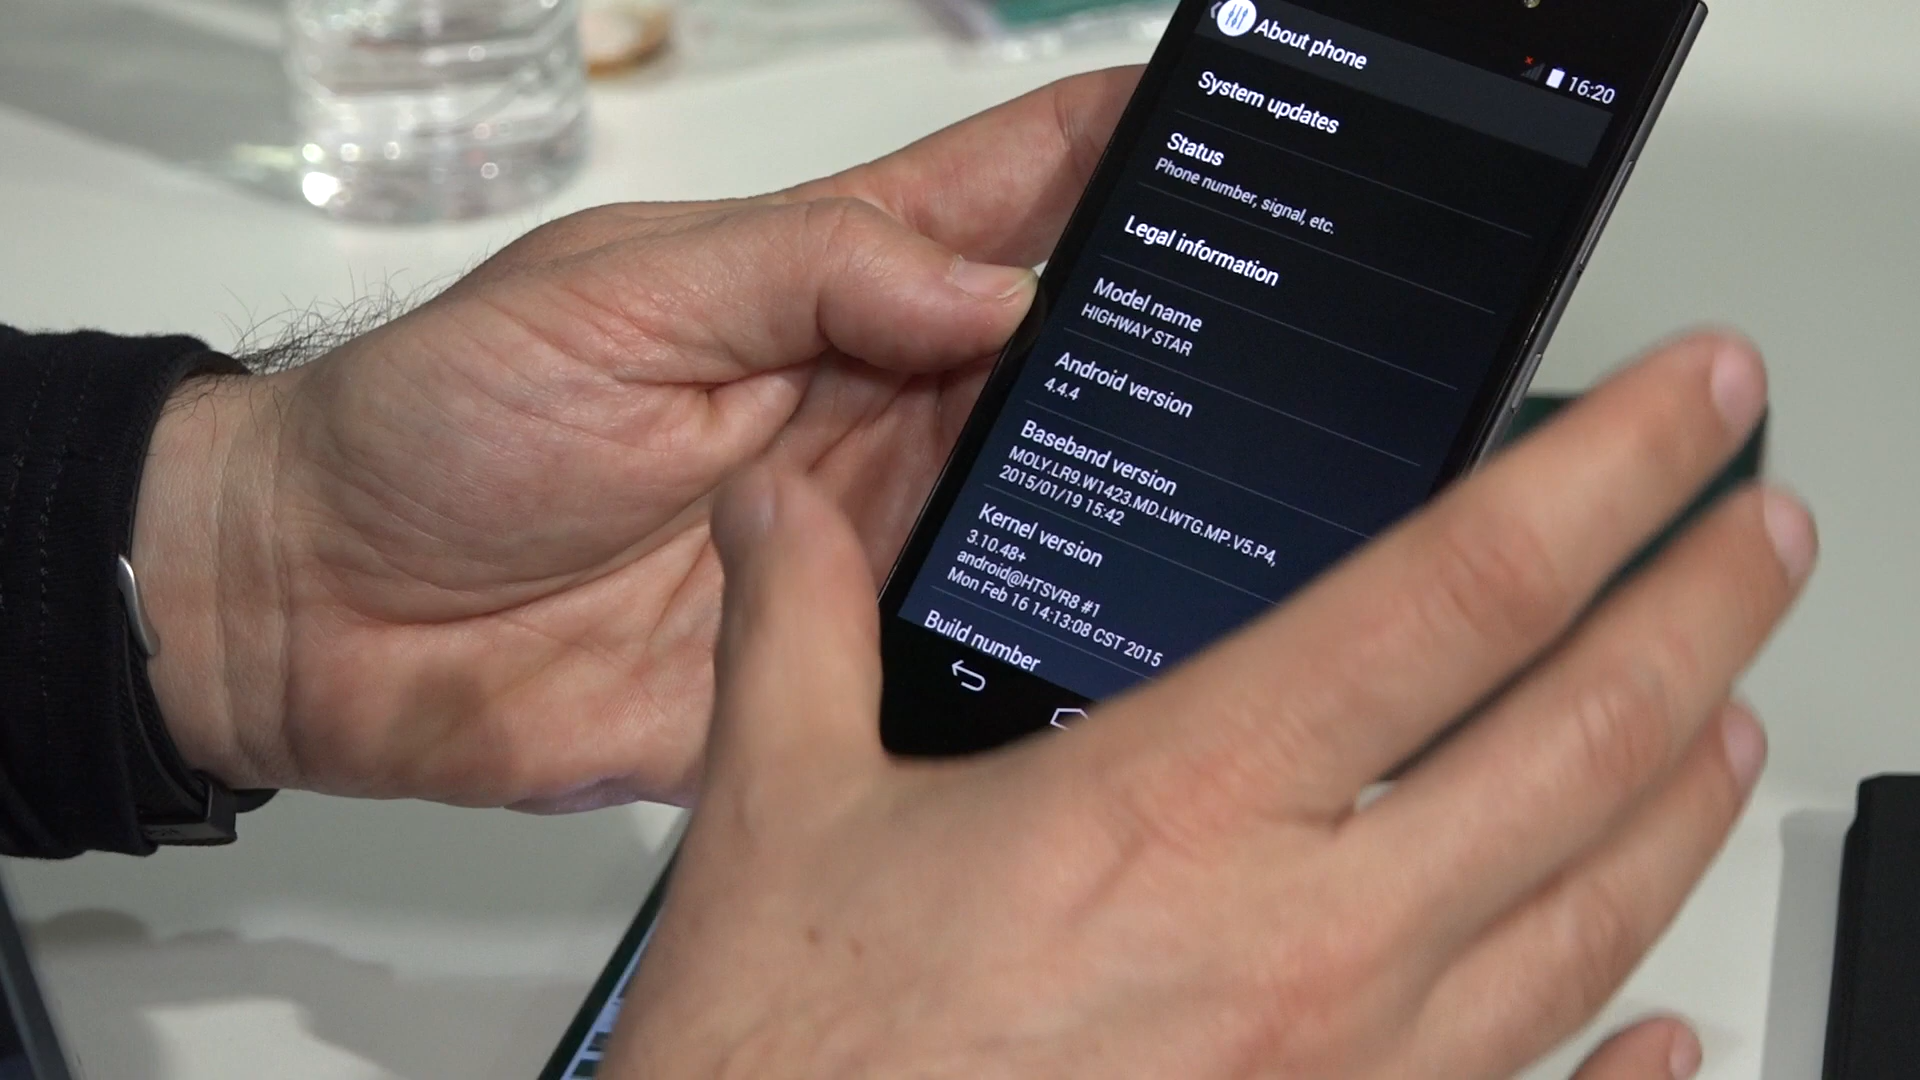 About phone
16:20
System updates
Status
Phone number, signal, etc.
Legal information
Model name
HIGHWAY STAR
Android version
4.4.4
Baseband version
MOLY.LR9.W1423.MD.LWTG.MP.V5.P4,
2015/01/19 15:42
Kernel version
3.10.48+
android@HTSVR8 #1
Mon Feb 16 14:13:08 CST 2015
Build number